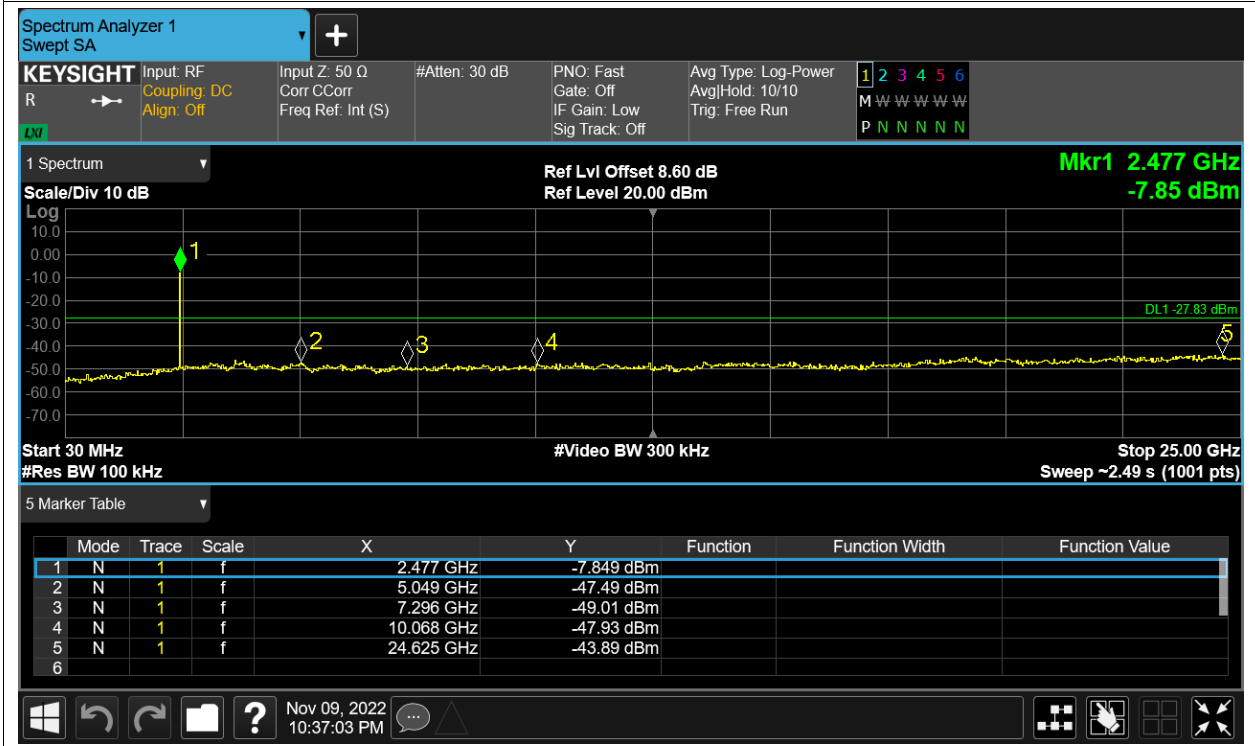 Spectrum Analyzer 1
Swept SA
KEYSIGHT
R
LXI
Input: RF
Coupling: DC
Align: Off
Input Z: 50 Ω
Corr CCorr
Freq Ref: Int (S)
#Atten: 30 dB
PNO: Fast
Gate: Off
IF Gain: Low
Sig Track: Off
Avg Type: Log-Power
Avg|Hold: 10/10
Trig: Free Run
1 2 3 4 5 6
M W W W W W
P N N N N N
1 Spectrum
Scale/Div 10 dB
Ref Lvl Offset 8.60 dB
Ref Level 20.00 dBm
Mkr1 2.477 GHz
-7.85 dBm
Log
10.0
0.00
-10.0
-20.0
-30.0
-40.0
-50.0
-60.0
-70.0
1
2
3
4
5
DL1 -27.83 dBm
Start 30 MHz
#Res BW 100 kHz
#Video BW 300 kHz
Stop 25.00 GHz
Sweep ~2.49 s (1001 pts)
5 Marker Table
Mode Trace Scale X Y Function Function Width Function Value
1 N 1 f 2.477 GHz -7.849 dBm
2 N 1 f 5.049 GHz -47.49 dBm
3 N 1 f 7.296 GHz -49.01 dBm
4 N 1 f 10.068 GHz -47.93 dBm
5 N 1 f 24.625 GHz -43.89 dBm
6
?
Nov 09, 2022
10:37:03 PM